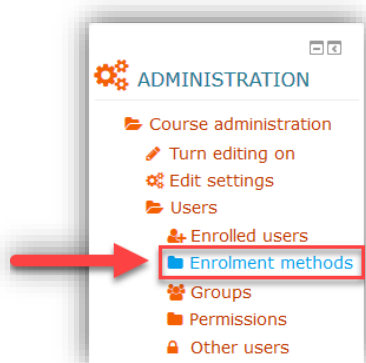 ADMINISTRATION
Course administration
Turn editing on
Edit settings
Users
Enrolled users
Enrolment methods
Groups
Permissions
Other users